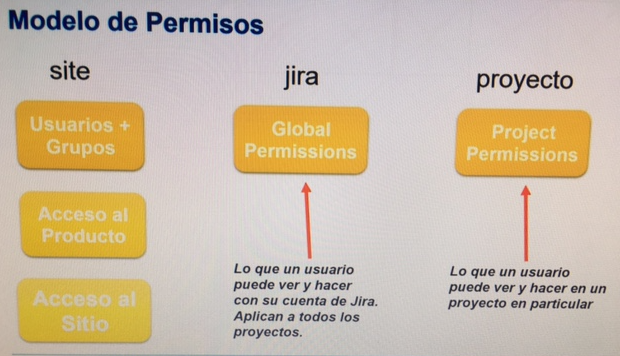 Modelo de Permisos
site
Usuarios +
Grupos
Acceso al
Producto
Acceso al
Sitio
jira
Global
Permissions
Lo que un usuario
puede ver y hacer
con su cuenta de Jira.
Aplican a todos los
proyectos.
proyecto
Project
Permissions
Lo que un usuario
puede ver y hacer en un
proyecto en particular